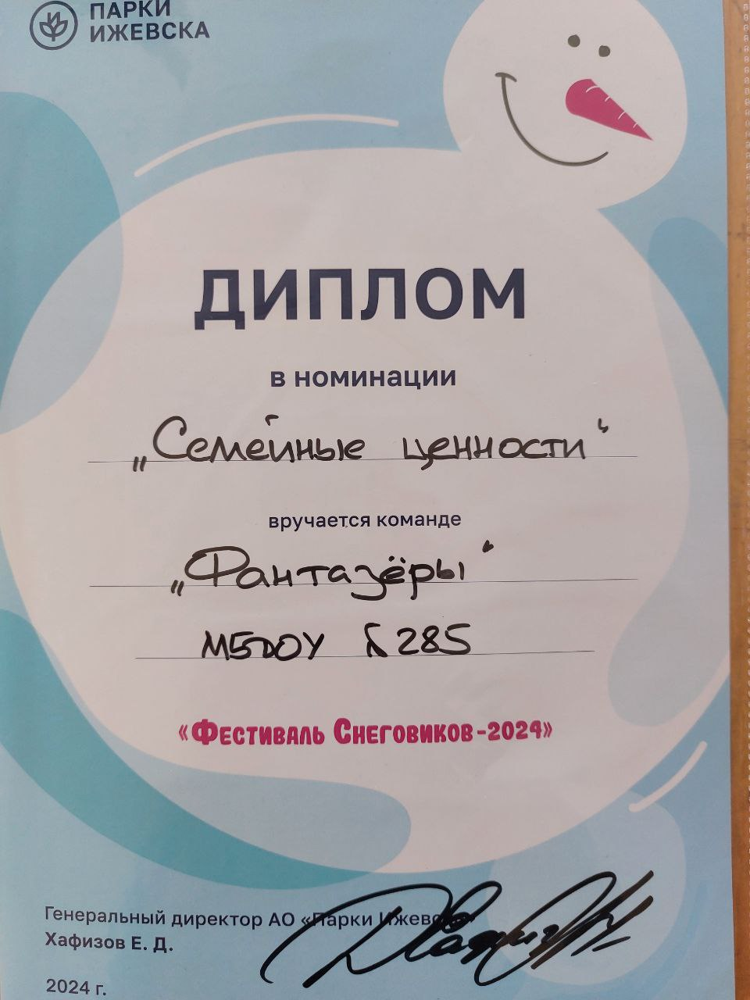 ПАРКИ
ИЖЕВСКА
ДИПЛОМ
в номинации
„Семейные ценности“
вручается команде
„Фантазёры“
МБДОУ № 285
«Фестиваль Снеговиков-2024»
Генеральный директор АО «Парки Ижевска»
Хафизов Е. Д.
2024 г.